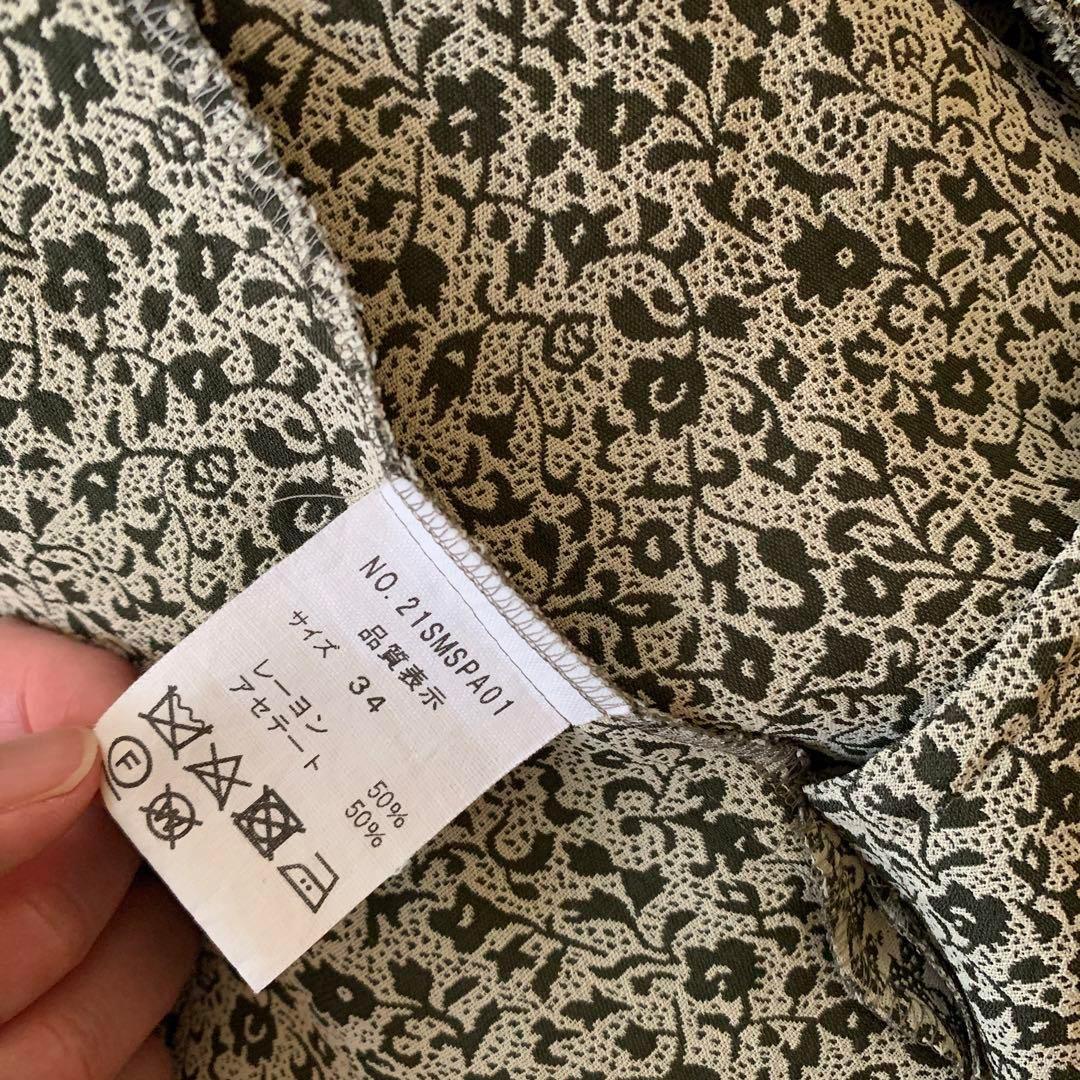 NO.21SMSPA01
品質表示
サイズ 34
レーヨン 50%
アセテート 50%
F
W